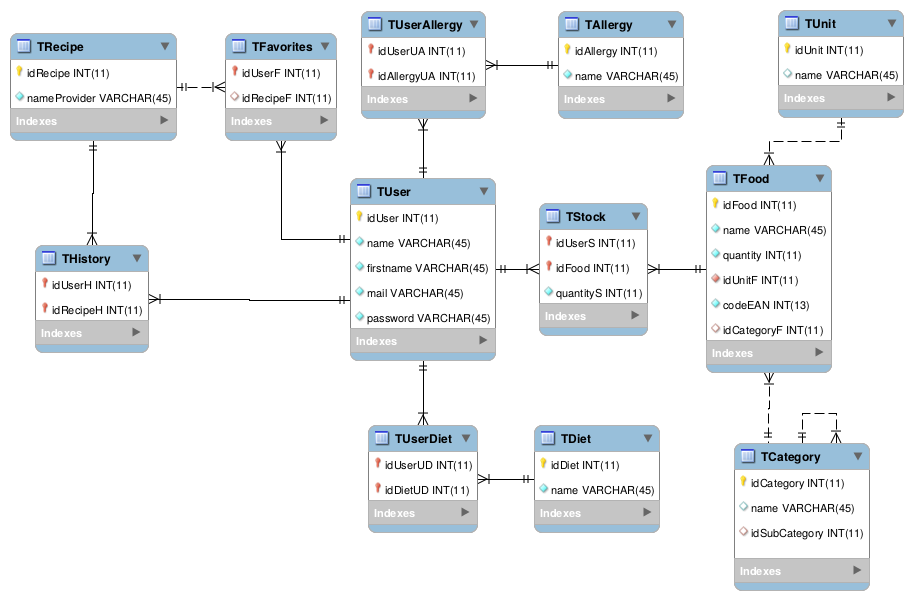 TRecipe
idRecipe INT(11)
nameProvider VARCHAR(45)
Indexes
TFavorites
idUserF INT(11)
idRecipeF INT(11)
Indexes
TUserAllergy
idUserUA INT(11)
idAllergyUA INT(11)
Indexes
TAllergy
idAllergy INT(11)
name VARCHAR(45)
Indexes
TUnit
idUnit INT(11)
name VARCHAR(45)
Indexes
THistory
idUserH INT(11)
idRecipeH INT(11)
Indexes
TUser
idUser INT(11)
name VARCHAR(45)
firstname VARCHAR(45)
mail VARCHAR(45)
password VARCHAR(45)
Indexes
TStock
idUserS INT(11)
idFood INT(11)
quantityS INT(11)
Indexes
TFood
idFood INT(11)
name VARCHAR(45)
quantity INT(11)
idUnitF INT(11)
codeEAN INT(13)
idCategoryF INT(11)
Indexes
TUserDiet
idUserUD INT(11)
idDietUD INT(11)
Indexes
TDiet
idDiet INT(11)
name VARCHAR(45)
Indexes
TCategory
idCategory INT(11)
name VARCHAR(45)
idSubCategory INT(11)
Indexes